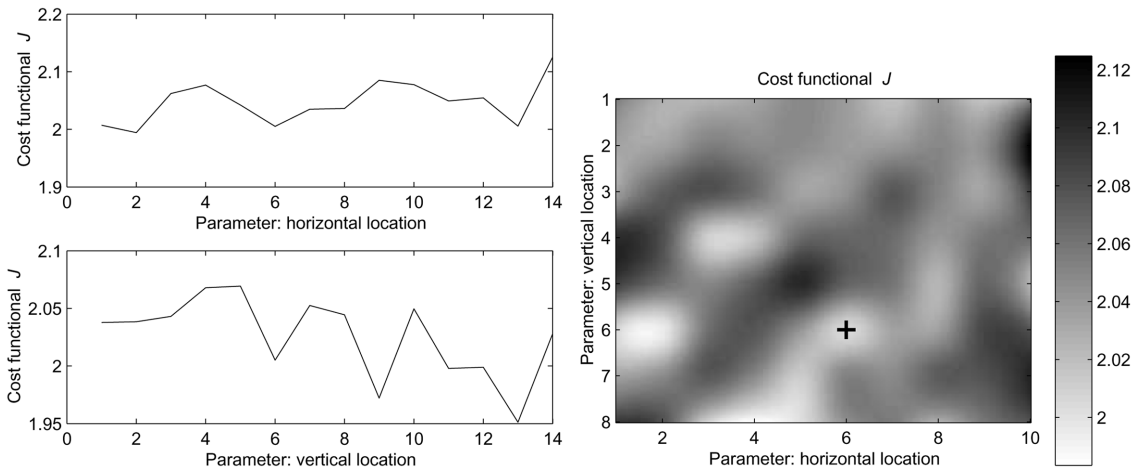 2.2
2.1
2
1.9
Cost functional J
0 2 4 6 8 10 12 14
Parameter: horizontal location
2.1
2.05
2
1.95
Cost functional J
0 2 4 6 8 10 12 14
Parameter: vertical location
Cost functional J
1
2
3
4
5
6
7
8
Parameter: vertical location
2 4 6 8 10
Parameter: horizontal location
2.12
2.1
2.08
2.06
2.04
2.02
2